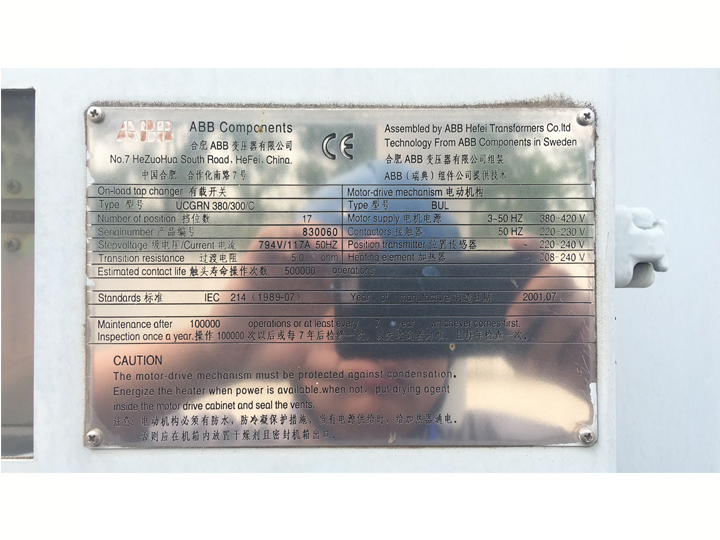 ABB ABB Components
合肥 ABB 变压器有限公司
No.7 HeZuoHua South Road, HeFei, China.
中国合肥 合作化南路7号
CE
Assembled by ABB Hefei Transformers Co.ltd
Technology From ABB Components in Sweden
合肥 ABB 变压器有限公司组装
ABB (瑞典) 组件公司提供技术
On-load tap changer 有载开关 Motor-drive mechanism 电动机构
Type 型号 UCGRN 380/300/C Type 型号 BUL
Number of position 挡位数 17 Motor supply 电机电源 3~50 HZ 380-420 V
Serialnumber 产品编号 830060 Contactors 接触器 50 HZ 220-230 V
Stepvoltage 级电压/Current 电流 794V/117A 50HZ Position transmitter 位置传感器 - 220-240 V
Transition resistance 过渡电阻 5.0 ohm Heating element 加热器 - 208-240 V
Estimated contact life 触头寿命操作次数 500000 operations
Standards 标准 IEC 214 (1989-07) Year of manufacture 制造日期 2001.07
Maintenance after 100000 operations or at least every 7 year whichever comes first.
Inspection once a year.操作 100000 次以后或每 7 年后检修一次
CAUTION
The motor-drive mechanism must be protected against condensation.
Energize the heater when power is available.when not, put drying agent
inside the motor drive cabinet and seal the vents.
注意: 电动机构必须有防水, 防冷凝保护措施, 当有电源供给时, 给加热器通电.
否则应在机箱内放置干燥剂且密封机箱出口.